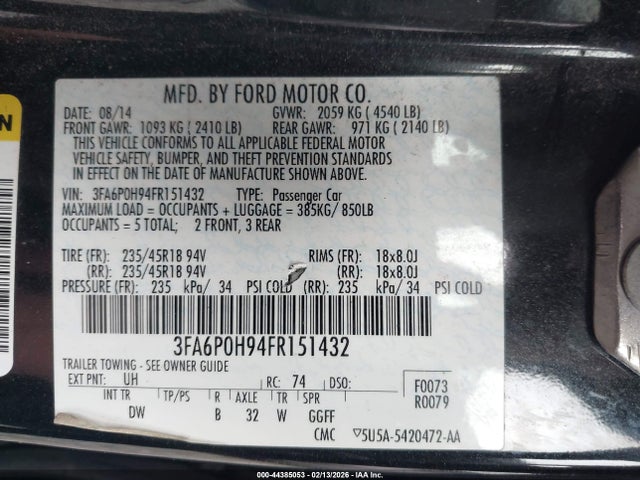 MFD. BY FORD MOTOR CO.
DATE: 08/14 GVWR: 2059 KG ( 4540 LB)
FRONT GAWR: 1093 KG ( 2410 LB) REAR GAWR: 971 KG ( 2140 LB)
THIS VEHICLE CONFORMS TO ALL APPLICABLE FEDERAL MOTOR
VEHICLE SAFETY, BUMPER, AND THEFT PREVENTION STANDARDS
IN EFFECT ON THE DATE OF MANUFACTURE SHOWN ABOVE.
VIN: 3FA6P0H94FR151432 TYPE: Passenger Car
MAXIMUM LOAD = OCCUPANTS + LUGGAGE = 385KG/ 850LB
OCCUPANTS = 5 TOTAL; 2 FRONT, 3 REAR
TIRE (FR): 235/45R18 94V RIMS (FR): 18x8.0J
(RR): 235/45R18 94V (RR): 18x8.0J
PRESSURE (FR): 235 kPa/ 34 PSI COLD (RR): 235 kPa/ 34 PSI COLD
3FA6P0H94FR151432
TRAILER TOWING - SEE OWNER GUIDE
EXT PNT: UH RC: 74 DSO: F0073
INT TR TP/PS R AXLE TR SPR R0079
DW B 32 W GGFF
CMC ▽5U5A-5420472-AA
N
000-44385053 - 02/13/2026 - IAA Inc.